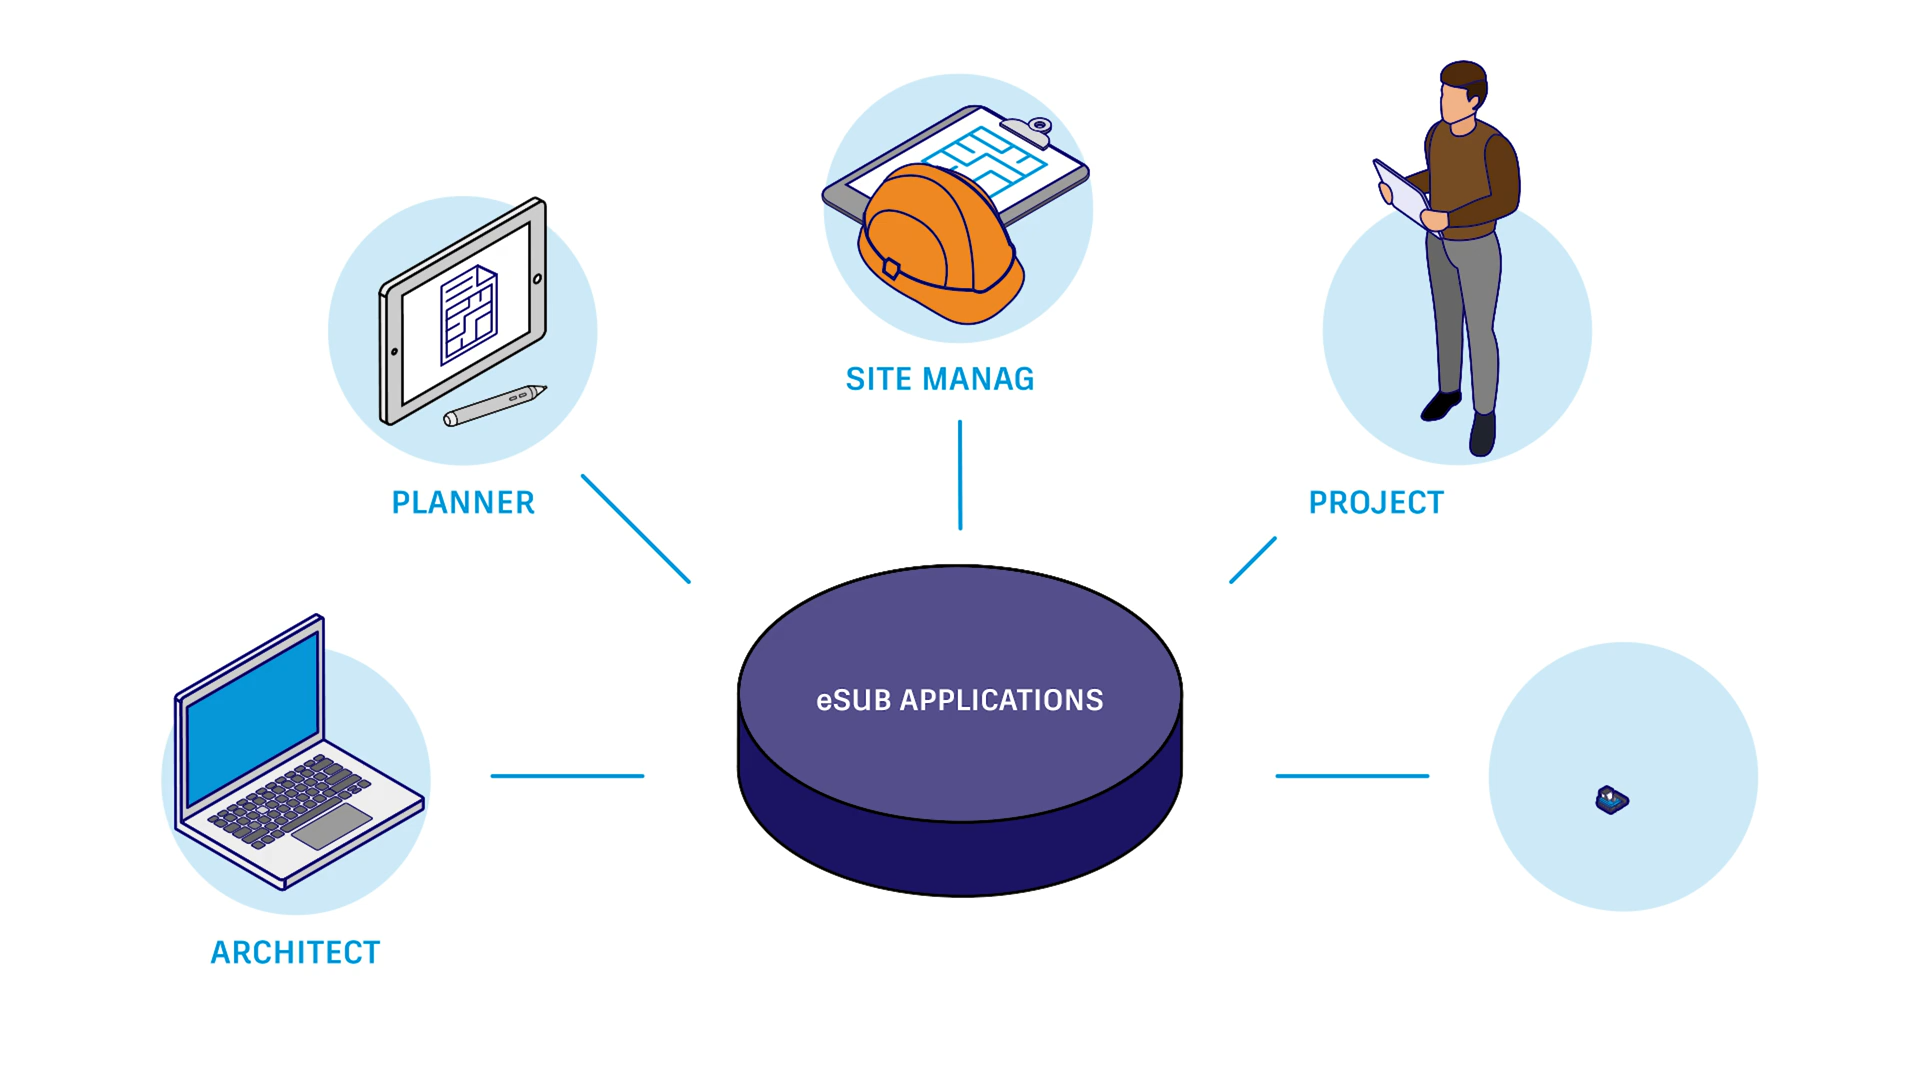 SITE MANAG
PLANNER
PROJECT
eSUB APPLICATIONS
ARCHITECT